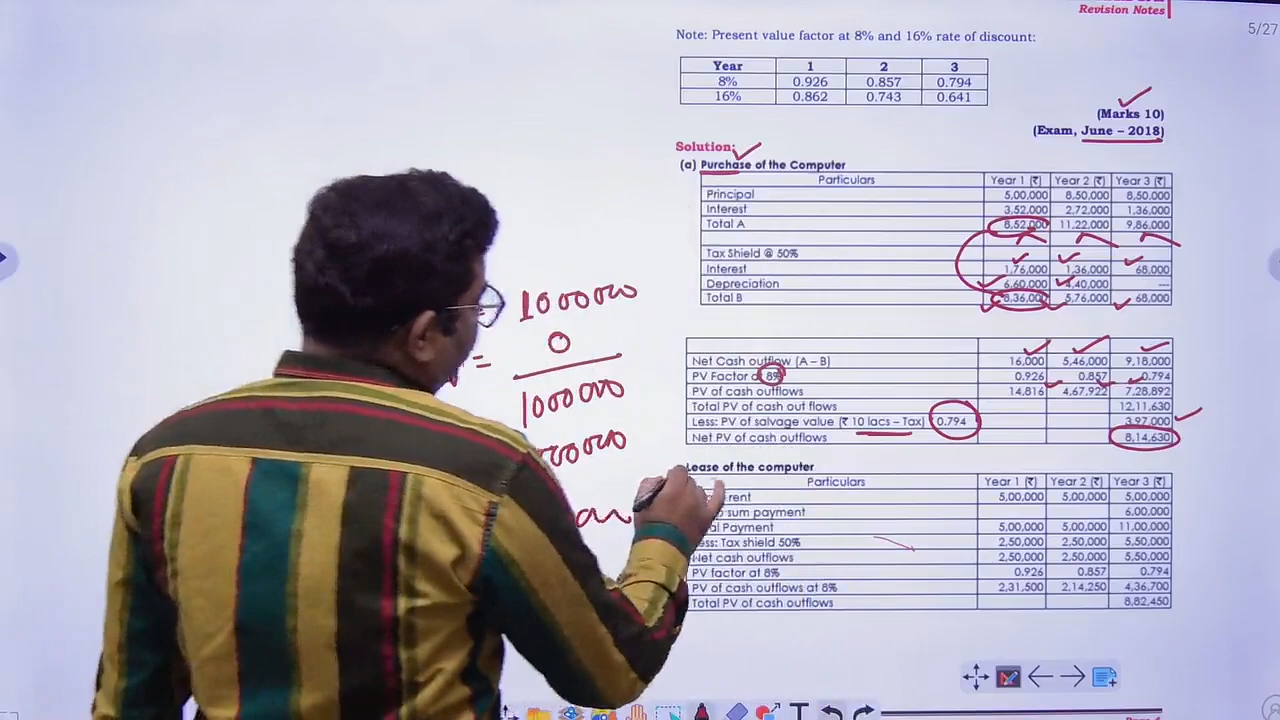 Revision Notes
5/27
Note: Present value factor at 8% and 16% rate of discount:
Year 1 2 3
8% 0.926 0.857 0.794
16% 0.862 0.743 0.641
(Marks 10)
(Exam, June – 2018)
Solution:
(a) Purchase of the Computer
Particulars Year 1 (₹) Year 2 (₹) Year 3 (₹)
Principal 5,00,000 8,50,000 8,50,000
Interest 3,52,000 2,72,000 1,36,000
Total A 8,52,000 11,22,000 9,86,000
Tax Shield @ 50%
Interest 1,76,000 1,36,000 68,000
Depreciation 6,60,000 4,40,000 ---
Total B 8,36,000 5,76,000 68,000
Net Cash outflow (A – B) 16,000 5,46,000 9,18,000
PV Factor at 8% 0.926 0.857 0.794
PV of cash outflows 14,816 4,67,922 7,28,892
Total PV of cash out flows 12,11,630
Less: PV of salvage value (₹ 10 lacs – Tax) 0.794 3,97,000
Net PV of cash outflows 8,14,630
Lease of the computer
Particulars Year 1 (₹) Year 2 (₹) Year 3 (₹)
rent 5,00,000 5,00,000 5,00,000
sum payment 6,00,000
Payment 5,00,000 5,00,000 11,00,000
Tax shield 50% 2,50,000 2,50,000 5,50,000
Net cash outflows 2,50,000 2,50,000 5,50,000
PV factor at 8% 0.926 0.857 0.794
PV of cash outflows at 8% 2,31,500 2,14,250 4,36,700
Total PV of cash outflows 8,82,450
1000000
=
0
1000000